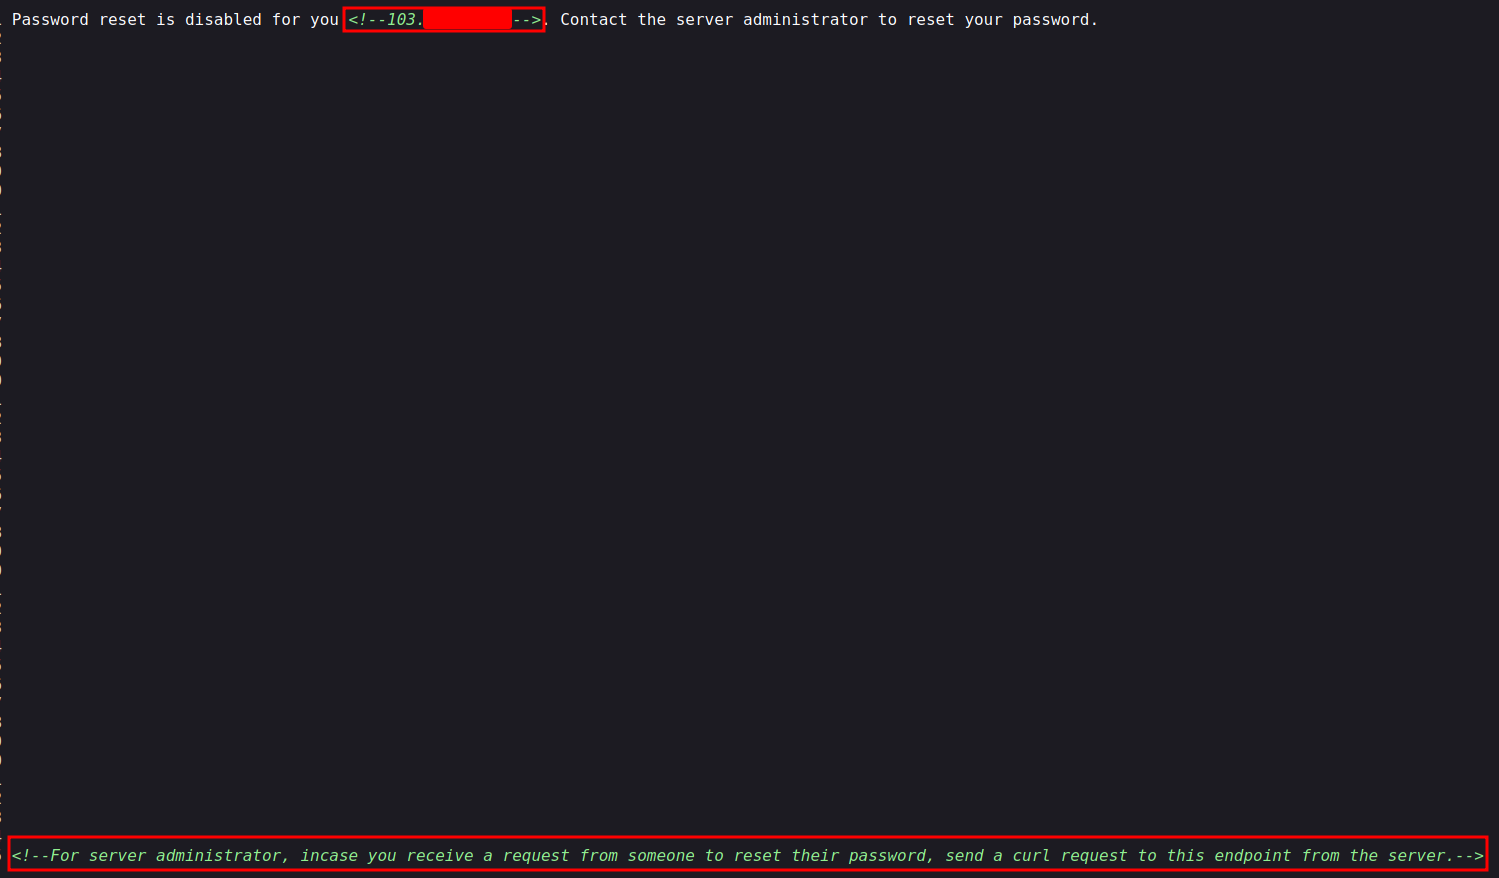 Password reset is disabled for you <!--103. -->. Contact the server administrator to reset your password.
<!--For server administrator, incase you receive a request from someone to reset their password, send a curl request to this endpoint from the server.-->